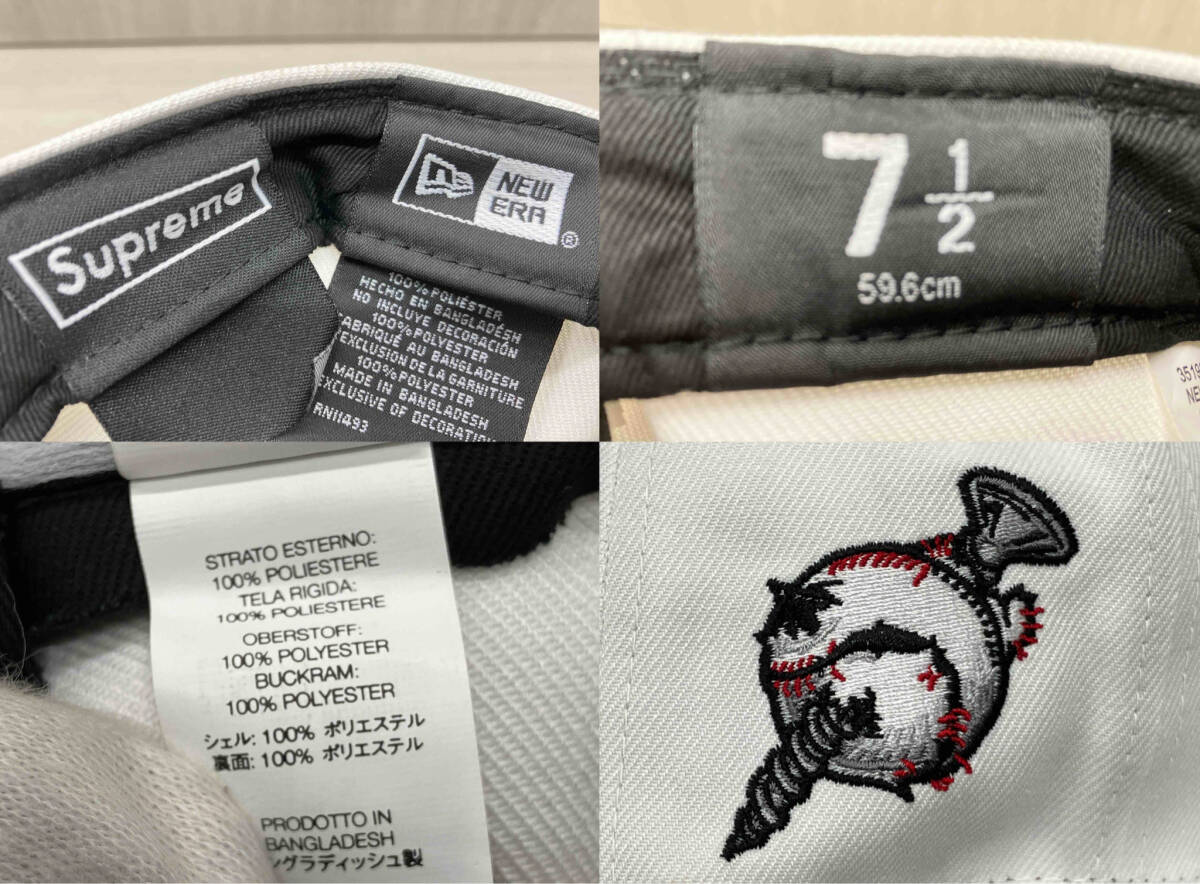 Supreme
NE
NEW
ERA
®
100% POLIÉSTER
HECHO EN BANGLADÉSH
NO INCLUYE DECORACIÓN
100% POLYESTER
FABRIQUÉ AU BANGLADESH
EXCLUSION DE LA GARNITURE
100% POLYESTER
MADE IN BANGLADESH
EXCLUSIVE OF DECORATION
RN11493
7 1/2
59.6cm
3519
NE
STRATO ESTERNO:
100% POLIESTERE
TELA RIGIDA:
100% POLIESTERE
OBERSTOFF:
100% POLYESTER
BUCKRAM:
100% POLYESTER
シェル: 100% ポリエステル
裏面: 100% ポリエステル
PRODOTTO IN
BANGLADESH
ングラディッシュ製